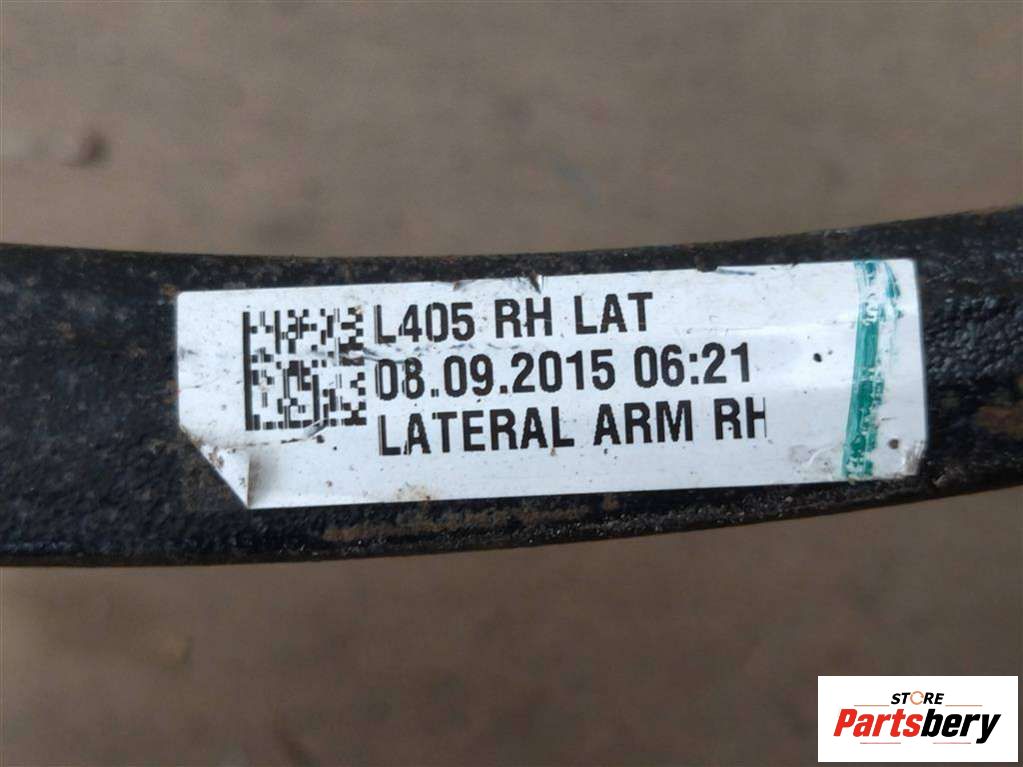 L405 RH LAT
08.09.2015 06:21
LATERAL ARM RH
STORE
Partsbery